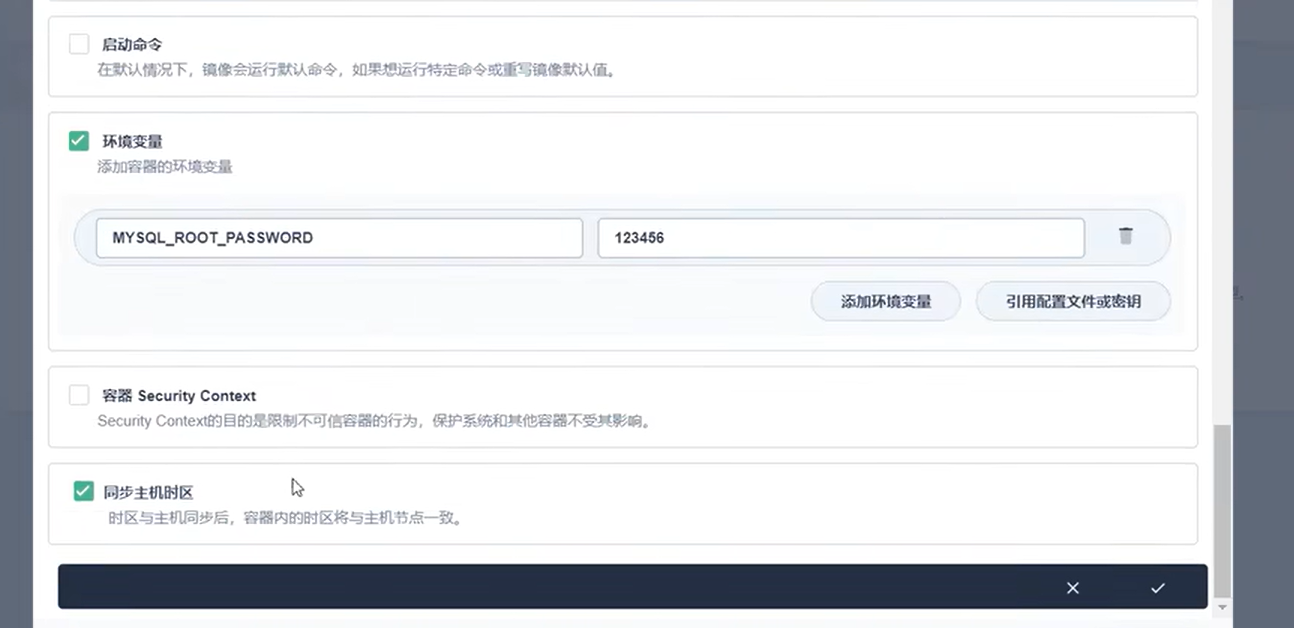 启动命令
在默认情况下，镜像会运行默认命令，如果想运行特定命令或重写镜像默认值。
环境变量
添加容器的环境变量
MYSQL_ROOT_PASSWORD 123456
添加环境变量 引用配置文件或密钥
容器 Security Context
Security Context的目的是限制不可信容器的行为，保护系统和其他容器不受其影响。
同步主机时区
时区与主机同步后，容器内的时区将与主机节点一致。